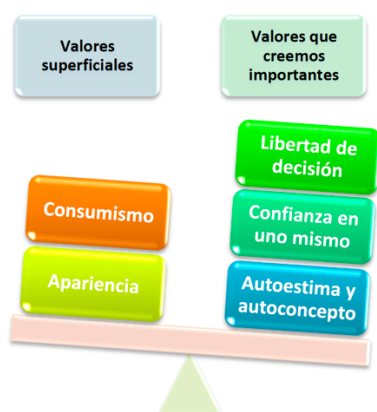 Valores
superficiales
Valores que
creemos
importantes
Libertad de
decisión
Consumismo
Confianza en
uno mismo
Apariencia
Autoestima y
autoconcepto